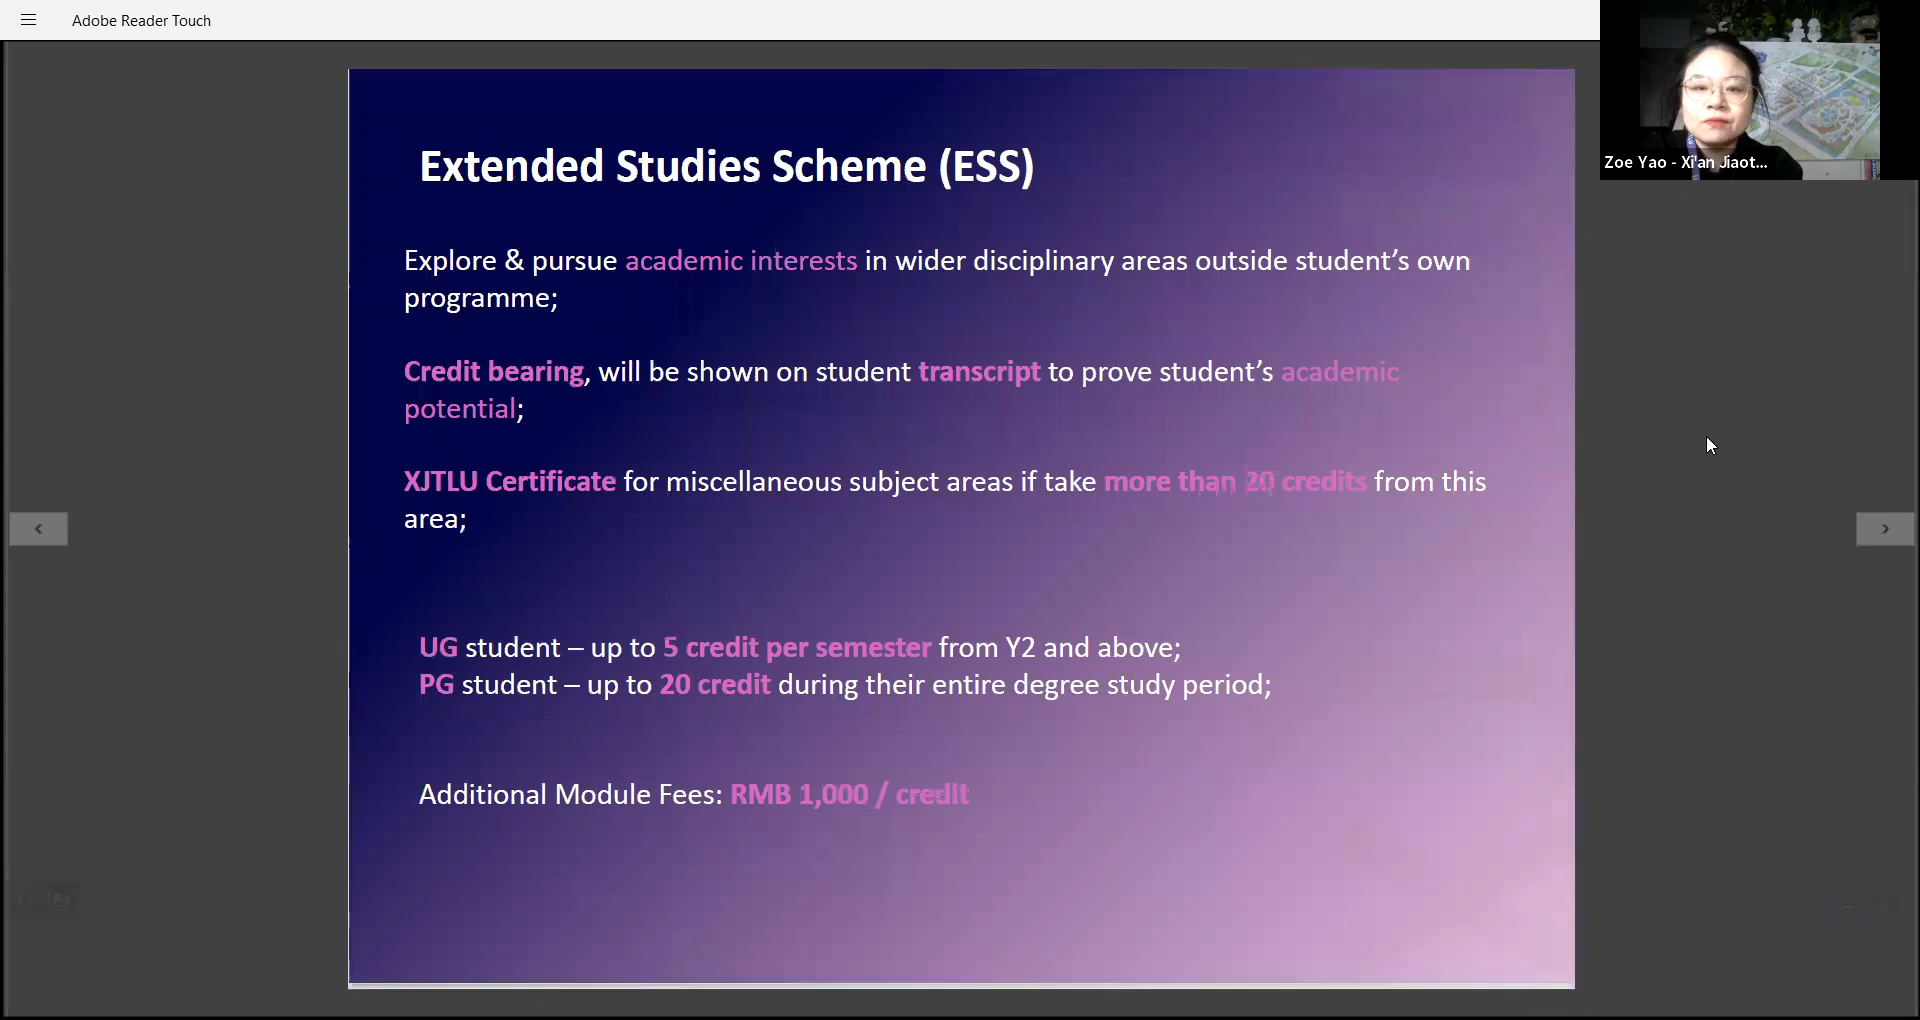 Adobe Reader Touch
Zoe Yao - Xi'an Jiaot...
Extended Studies Scheme (ESS)
Explore & pursue academic interests in wider disciplinary areas outside student’s own
programme;
Credit bearing, will be shown on student transcript to prove student’s academic
potential;
XJTLU Certificate for miscellaneous subject areas if take more than 20 credits from this
area;
UG student – up to 5 credit per semester from Y2 and above;
PG student – up to 20 credit during their entire degree study period;
Additional Module Fees: RMB 1,000 / credit